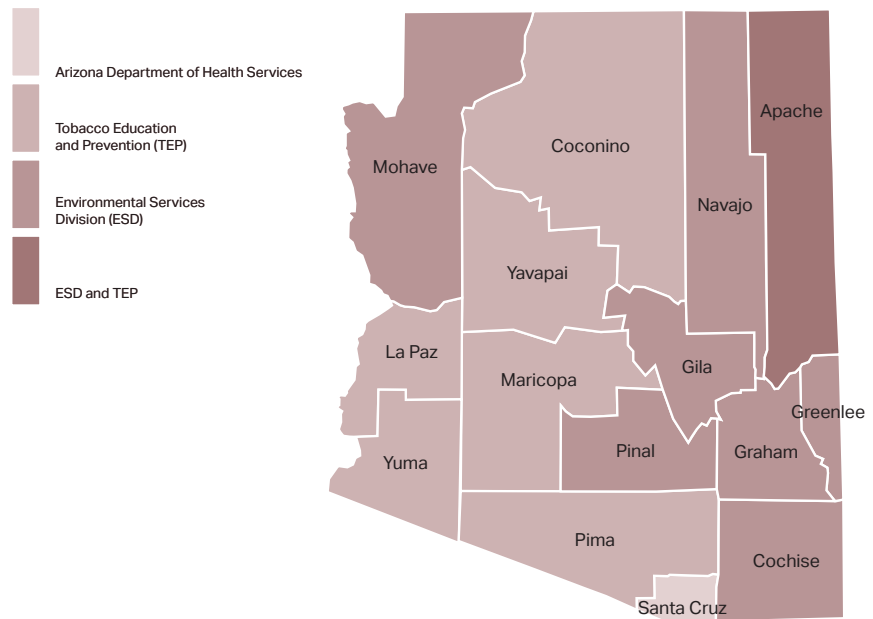 Arizona Department of Health Services
Tobacco Education
and Prevention (TEP)
Environmental Services
Division (ESD)
ESD and TEP
Apache
Coconino
Mohave
Navajo
Yavapai
La Paz
Gila
Maricopa
Greenlee
Pinal
Graham
Yuma
Pima
Cochise
Santa Cruz